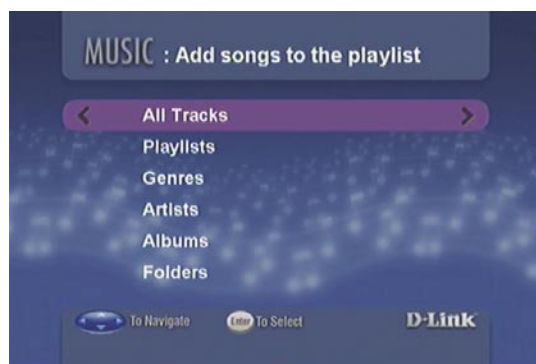 MUSIC : Add songs to the playlist
All Tracks
Playlists
Genres
Artists
Albums
Folders
To Navigate Enter To Select D-Link